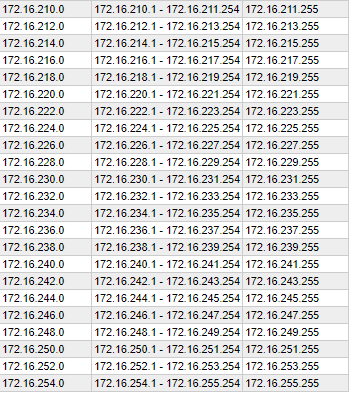 172.16.210.0 172.16.210.1 - 172.16.211.254 172.16.211.255
172.16.212.0 172.16.212.1 - 172.16.213.254 172.16.213.255
172.16.214.0 172.16.214.1 - 172.16.215.254 172.16.215.255
172.16.216.0 172.16.216.1 - 172.16.217.254 172.16.217.255
172.16.218.0 172.16.218.1 - 172.16.219.254 172.16.219.255
172.16.220.0 172.16.220.1 - 172.16.221.254 172.16.221.255
172.16.222.0 172.16.222.1 - 172.16.223.254 172.16.223.255
172.16.224.0 172.16.224.1 - 172.16.225.254 172.16.225.255
172.16.226.0 172.16.226.1 - 172.16.227.254 172.16.227.255
172.16.228.0 172.16.228.1 - 172.16.229.254 172.16.229.255
172.16.230.0 172.16.230.1 - 172.16.231.254 172.16.231.255
172.16.232.0 172.16.232.1 - 172.16.233.254 172.16.233.255
172.16.234.0 172.16.234.1 - 172.16.235.254 172.16.235.255
172.16.236.0 172.16.236.1 - 172.16.237.254 172.16.237.255
172.16.238.0 172.16.238.1 - 172.16.239.254 172.16.239.255
172.16.240.0 172.16.240.1 - 172.16.241.254 172.16.241.255
172.16.242.0 172.16.242.1 - 172.16.243.254 172.16.243.255
172.16.244.0 172.16.244.1 - 172.16.245.254 172.16.245.255
172.16.246.0 172.16.246.1 - 172.16.247.254 172.16.247.255
172.16.248.0 172.16.248.1 - 172.16.249.254 172.16.249.255
172.16.250.0 172.16.250.1 - 172.16.251.254 172.16.251.255
172.16.252.0 172.16.252.1 - 172.16.253.254 172.16.253.255
172.16.254.0 172.16.254.1 - 172.16.255.254 172.16.255.255